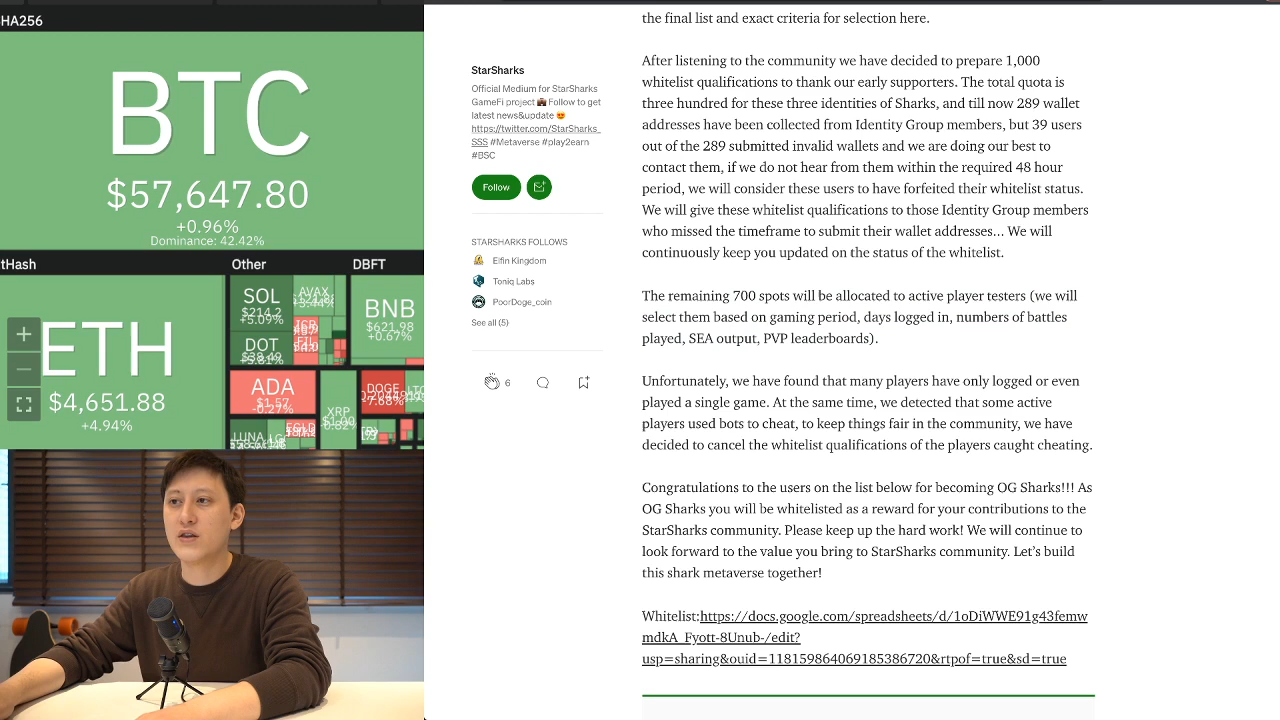 HA256
BTC
$57,647.80
+0.96%
Dominance: 42.42%
tHash
Other
DBFT
ETH
$4,651.88
+4.94%
SOL
$214.2
+5.09%
AVAX
DOT
BNB
$621.98
+0.67%
ADA
$1.57
-0.27%
XRP
DOGE
-7.68%
LUNA
EGLD
the final list and exact criteria for selection here.
StarSharks
Official Medium for StarSharks
GameFi project 💼 Follow to get
latest news&update 😍
https://twitter.com/StarSharks_
SSS #Metaverse #play2earn
#BSC
Follow
STARSHARKS FOLLOWS
Elfin Kingdom
Toniq Labs
PoorDoge_coin
See all (5)
6
After listening to the community we have decided to prepare 1,000
whitelist qualifications to thank our early supporters. The total quota is
three hundred for these three identities of Sharks, and till now 289 wallet
addresses have been collected from Identity Group members, but 39 users
out of the 289 submitted invalid wallets and we are doing our best to
contact them, if we do not hear from them within the required 48 hour
period, we will consider these users to have forfeited their whitelist status.
We will give these whitelist qualifications to those Identity Group members
who missed the timeframe to submit their wallet addresses... We will
continuously keep you updated on the status of the whitelist.
The remaining 700 spots will be allocated to active player testers (we will
select them based on gaming period, days logged in, numbers of battles
played, SEA output, PVP leaderboards).
Unfortunately, we have found that many players have only logged or even
played a single game. At the same time, we detected that some active
players used bots to cheat, to keep things fair in the community, we have
decided to cancel the whitelist qualifications of the players caught cheating.
Congratulations to the users on the list below for becoming OG Sharks!!! As
OG Sharks you will be whitelisted as a reward for your contributions to the
StarSharks community. Please keep up the hard work! We will continue to
look forward to the value you bring to StarSharks community. Let's build
this shark metaverse together!
Whitelist:https://docs.google.com/spreadsheets/d/1oDiWWE91g43femw
mdkA_Fyott-8Unub-/edit?
usp=sharing&ouid=118159864069185386720&rtpof=true&sd=true